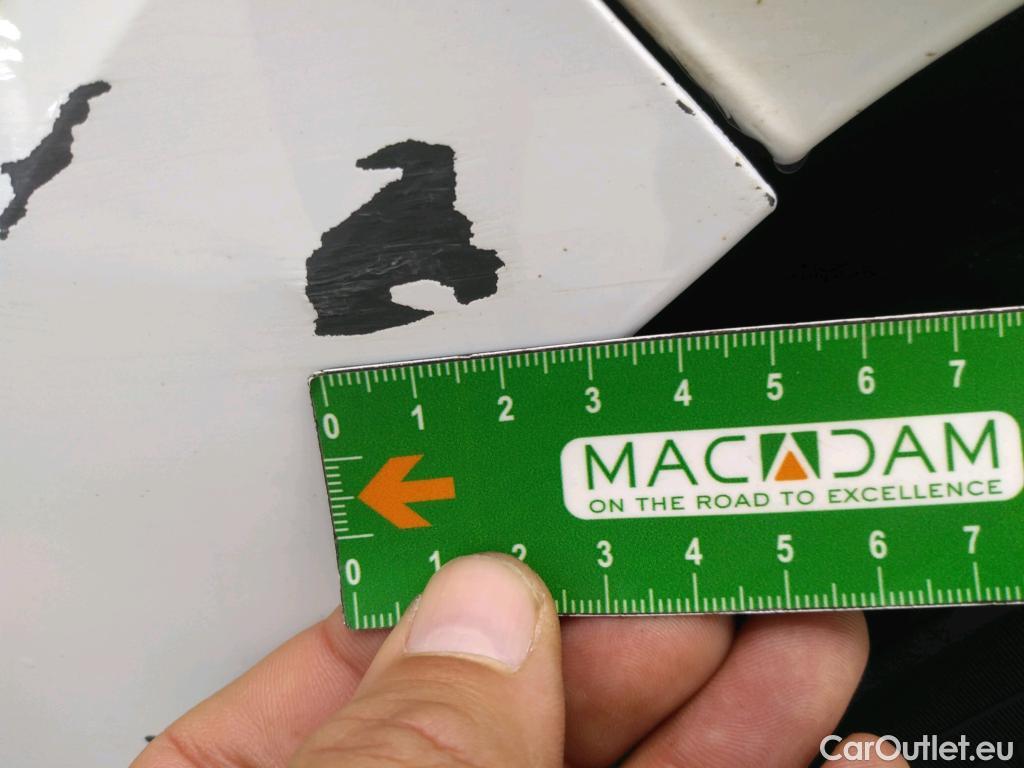 0 1 2 3 4 5 6 7
MACADAM
ON THE ROAD TO EXCELLENCE
0 1 2 3 4 5 6 7
CarOutlet.eu